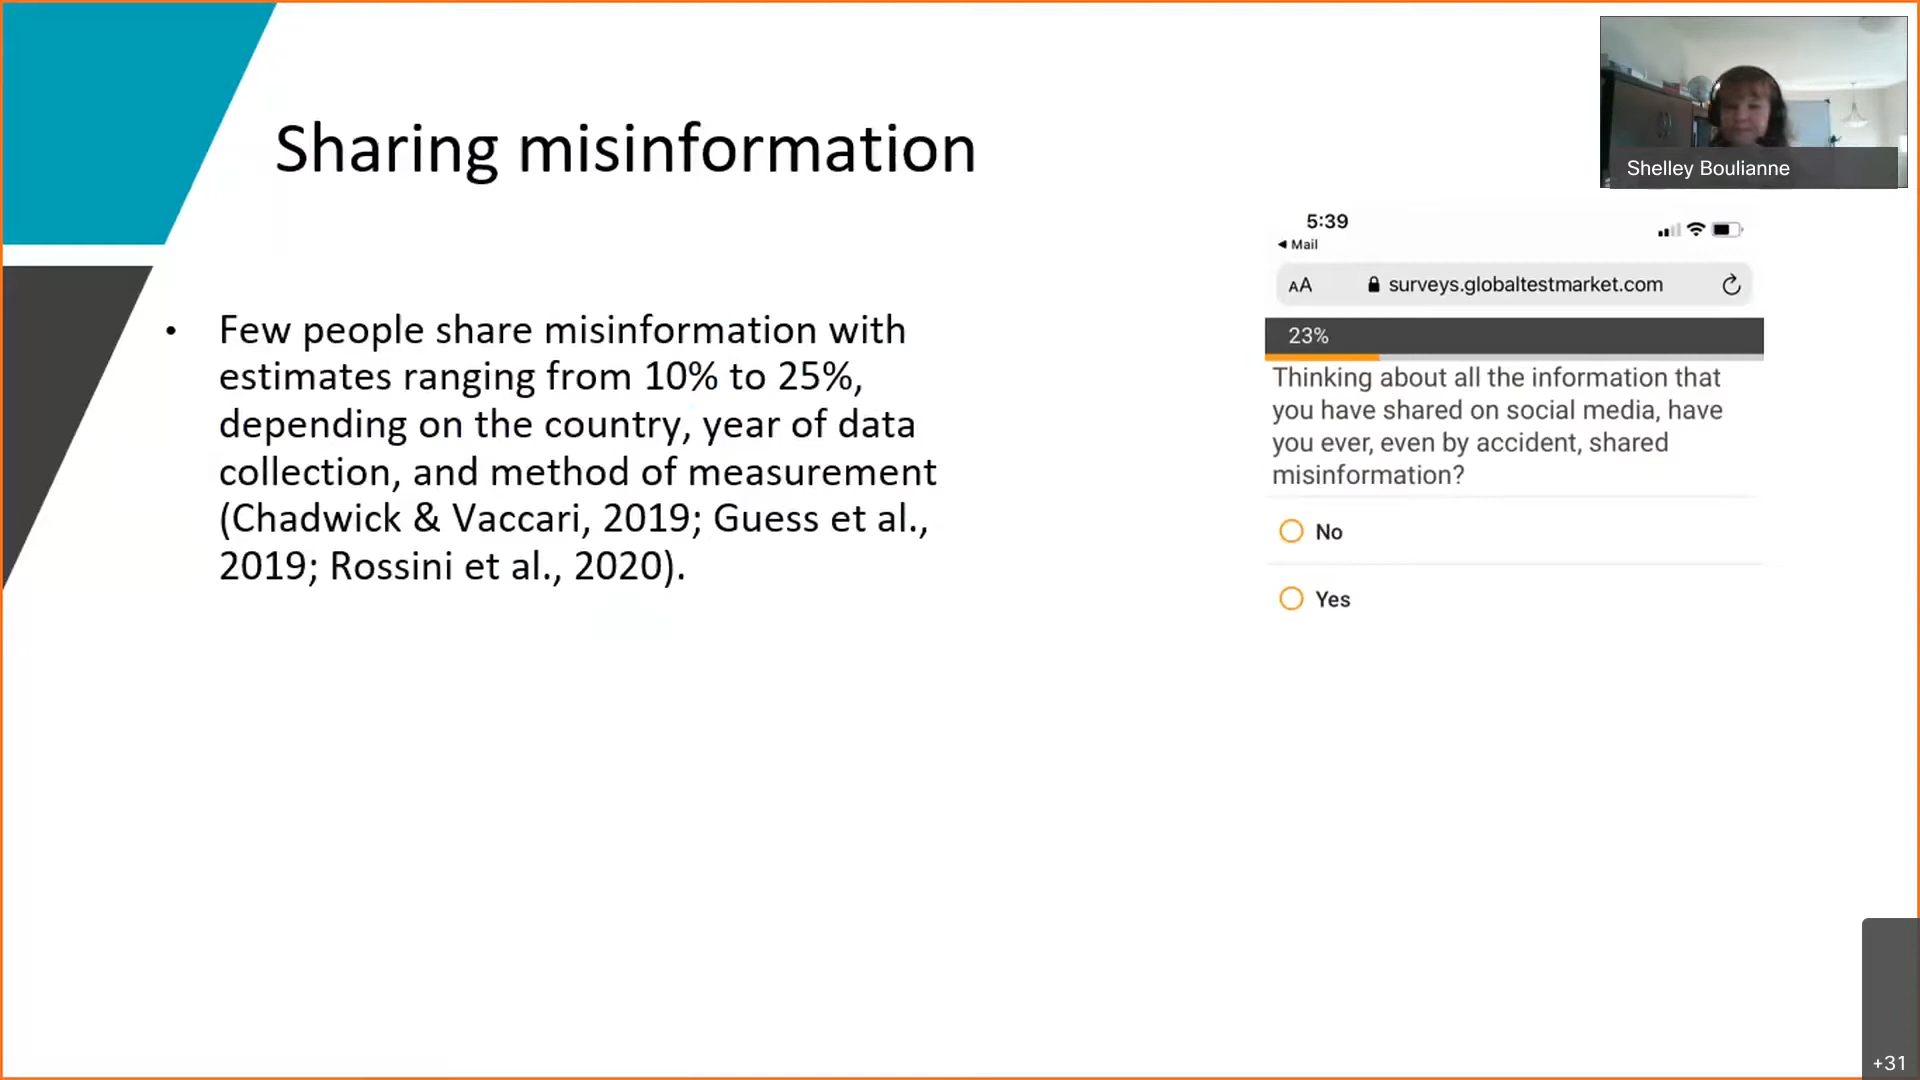 Sharing misinformation
• Few people share misinformation with
estimates ranging from 10% to 25%,
depending on the country, year of data
collection, and method of measurement
(Chadwick & Vaccari, 2019; Guess et al.,
2019; Rossini et al., 2020).
Shelley Boulianne
5:39
◄ Mail
AA surveys.globaltestmarket.com
23%
Thinking about all the information that
you have shared on social media, have
you ever, even by accident, shared
misinformation?
No
Yes
+31